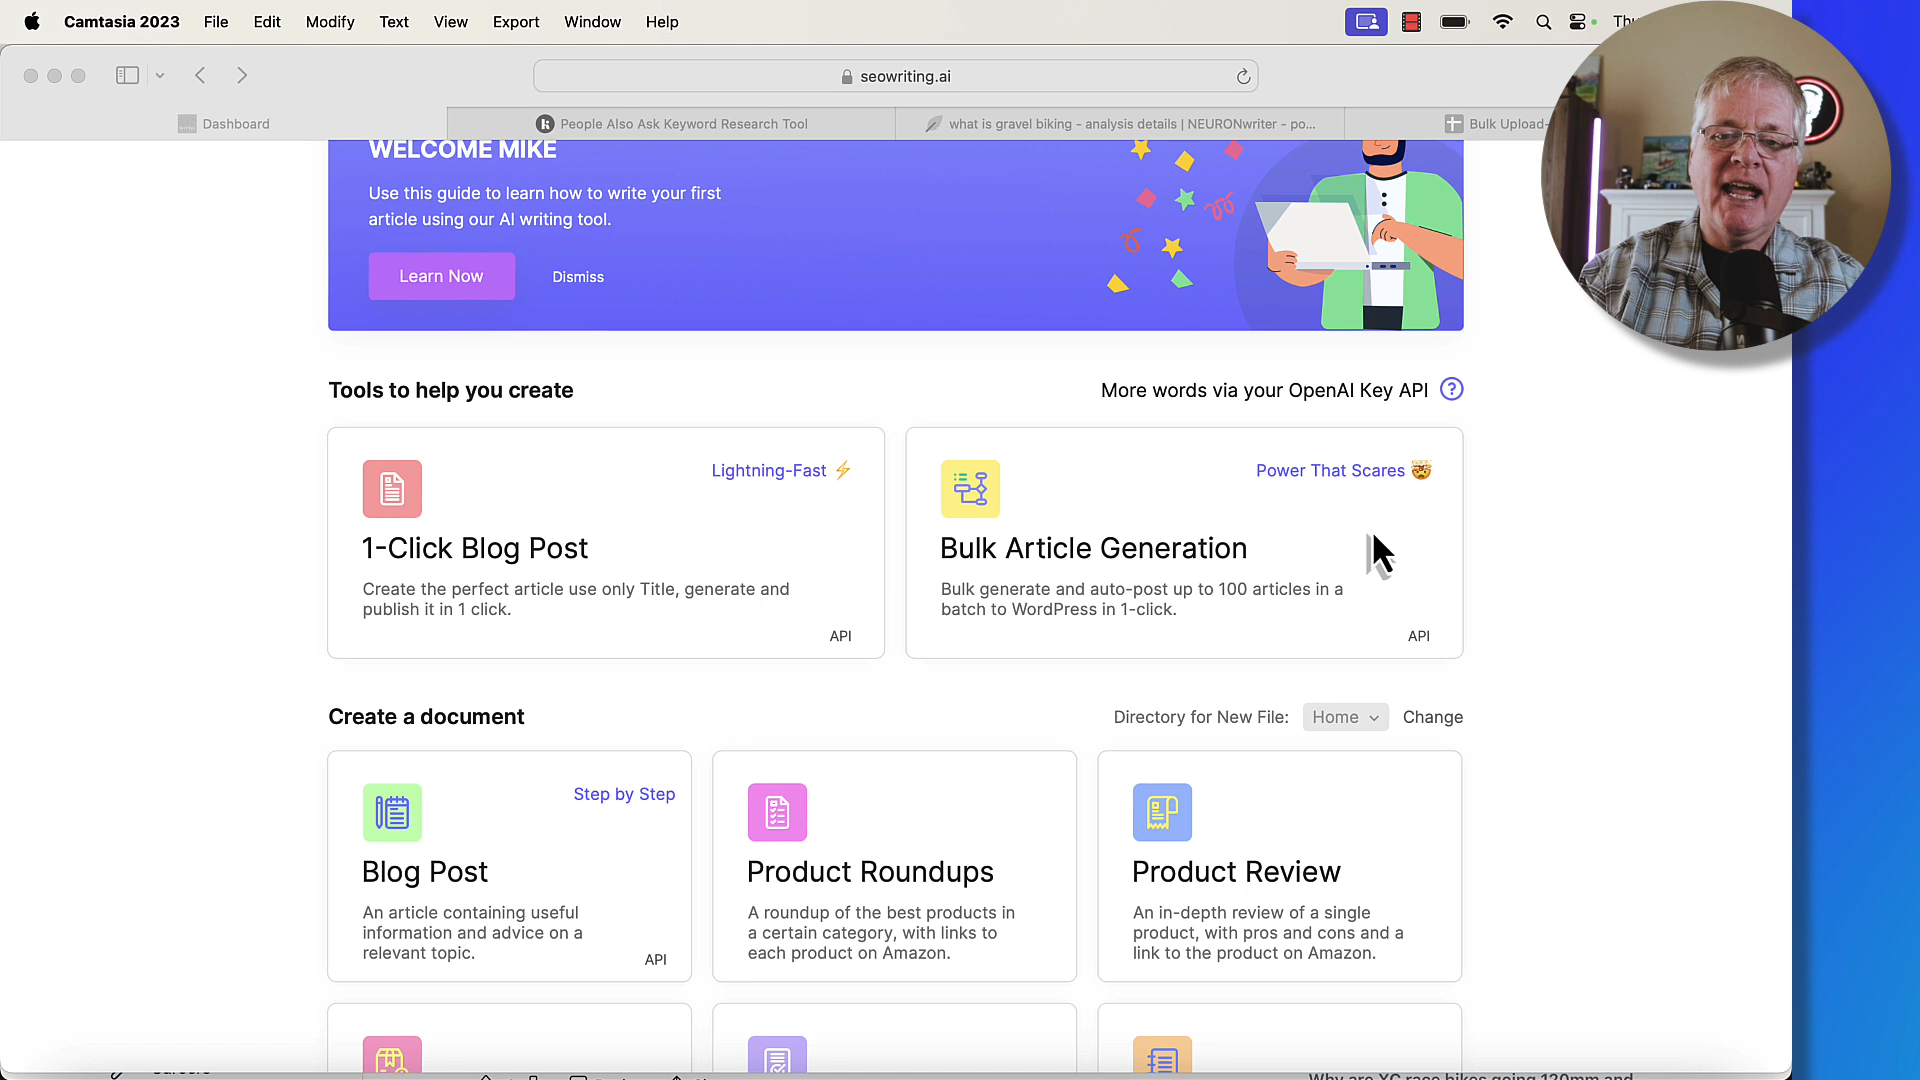 Camtasia 2023 File Edit Modify Text View Export Window Help
seowriting.ai
Dashboard
People Also Ask Keyword Research Tool
what is gravel biking - analysis details | NEURONwriter - po...
Bulk Upload-
WELCOME MIKE
Use this guide to learn how to write your first
article using our AI writing tool.
Learn Now
Dismiss
Tools to help you create
More words via your OpenAI Key API ?
Lightning-Fast ⚡
1-Click Blog Post
Create the perfect article use only Title, generate and
publish it in 1 click.
API
Power That Scares 🤯
Bulk Article Generation
Bulk generate and auto-post up to 100 articles in a
batch to WordPress in 1-click.
API
Create a document
Directory for New File: Home Change
Step by Step
Blog Post
An article containing useful
information and advice on a
relevant topic.
API
Product Roundups
A roundup of the best products in
a certain category, with links to
each product on Amazon.
Product Review
An in-depth review of a single
product, with pros and cons and a
link to the product on Amazon.